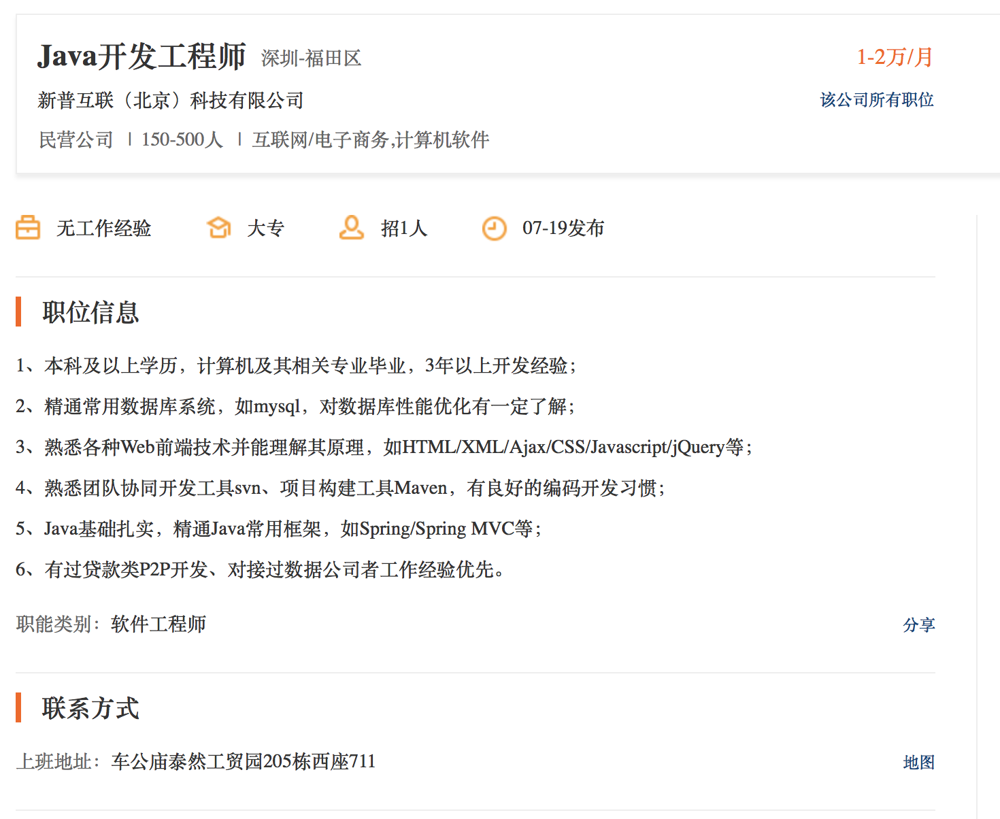 Java开发工程师 深圳-福田区 1-2万/月
新普互联（北京）科技有限公司 该公司所有职位
民营公司 | 150-500人 | 互联网/电子商务,计算机软件
无工作经验 大专 招1人 07-19发布
职位信息
1、本科及以上学历，计算机及其相关专业毕业，3年以上开发经验；
2、精通常用数据库系统，如mysql，对数据库性能优化有一定了解；
3、熟悉各种Web前端技术并能理解其原理，如HTML/XML/Ajax/CSS/Javascript/jQuery等；
4、熟悉团队协同开发工具svn、项目构建工具Maven，有良好的编码开发习惯；
5、Java基础扎实，精通Java常用框架，如Spring/Spring MVC等；
6、有过贷款类P2P开发、对接过数据公司者工作经验优先。
职能类别：软件工程师 分享
联系方式
上班地址：车公庙泰然工贸园205栋西座711 地图